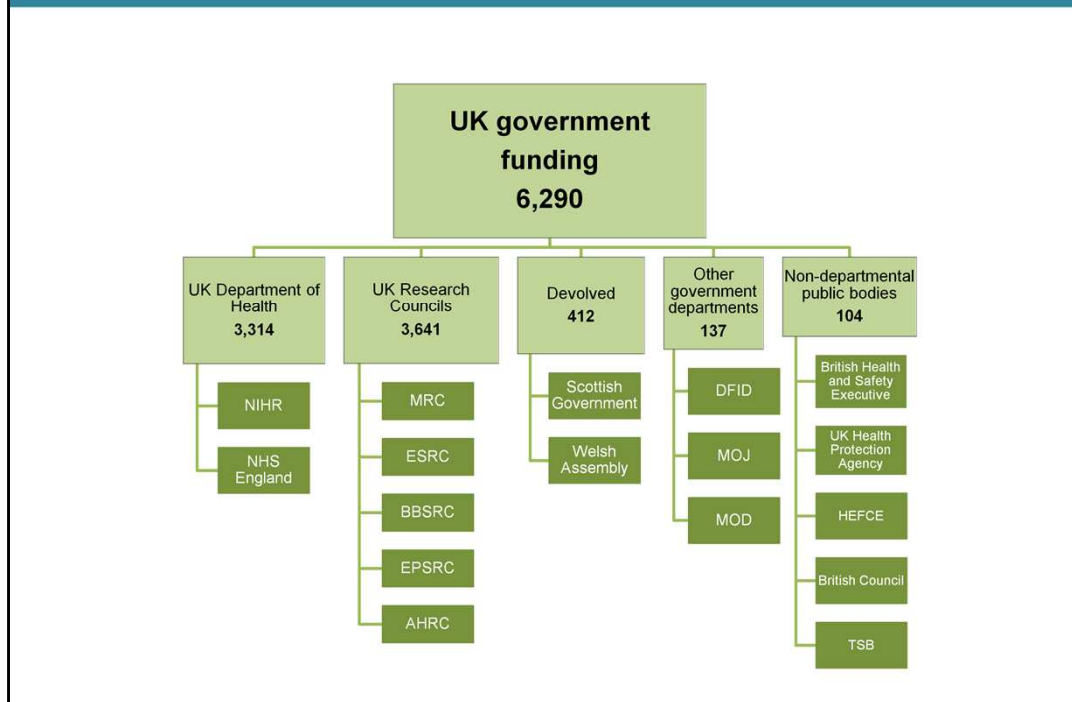 UK government
funding
6,290
UK Department of
Health
3,314
NIHR
NHS
England
UK Research
Councils
3,641
MRC
ESRC
BBSRC
EPSRC
AHRC
Devolved
412
Scottish
Government
Welsh
Assembly
Other
government
departments
137
DFID
MOJ
MOD
Non-departmental
public bodies
104
British Health
and Safety
Executive
UK Health
Protection
Agency
HEFCE
British Council
TSB